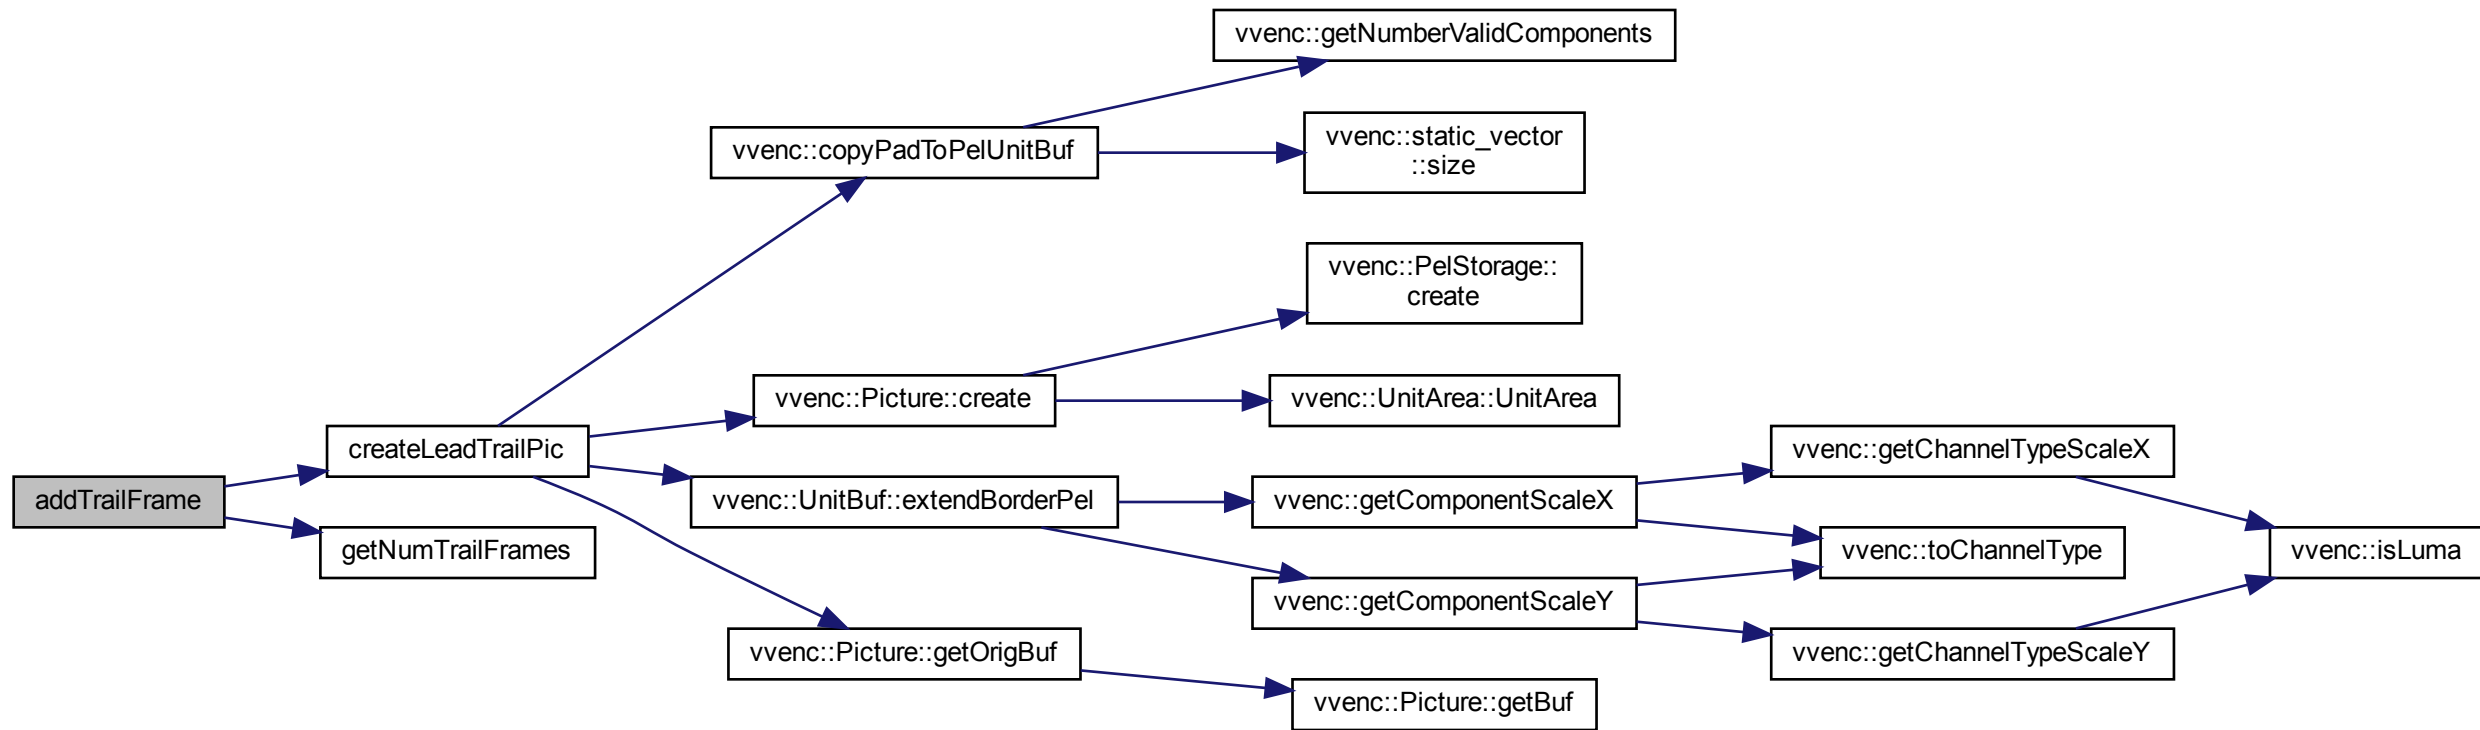 vvenc::getNumberValidComponents
vvenc::copyPadToPelUnitBuf
vvenc::static_vector
::size
vvenc::PelStorage::
create
vvenc::Picture::create
vvenc::UnitArea::UnitArea
createLeadTrailPic
vvenc::getChannelTypeScaleX
addTrailFrame
vvenc::UnitBuf::extendBorderPel
vvenc::getComponentScaleX
getNumTrailFrames
vvenc::toChannelType
vvenc::isLuma
vvenc::getComponentScaleY
vvenc::Picture::getOrigBuf
vvenc::getChannelTypeScaleY
vvenc::Picture::getBuf